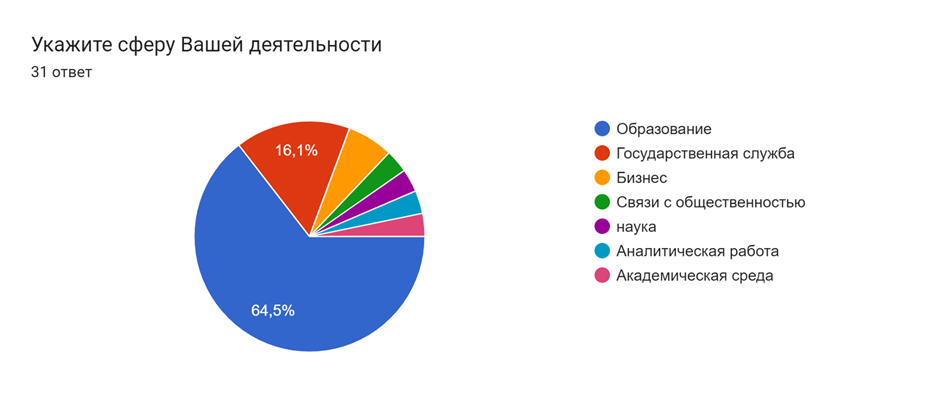 Укажите сферу Вашей деятельности
31 ответ
16,1%
64,5%
Образование
Государственная служба
Бизнес
Связи с общественностью
наука
Аналитическая работа
Академическая среда